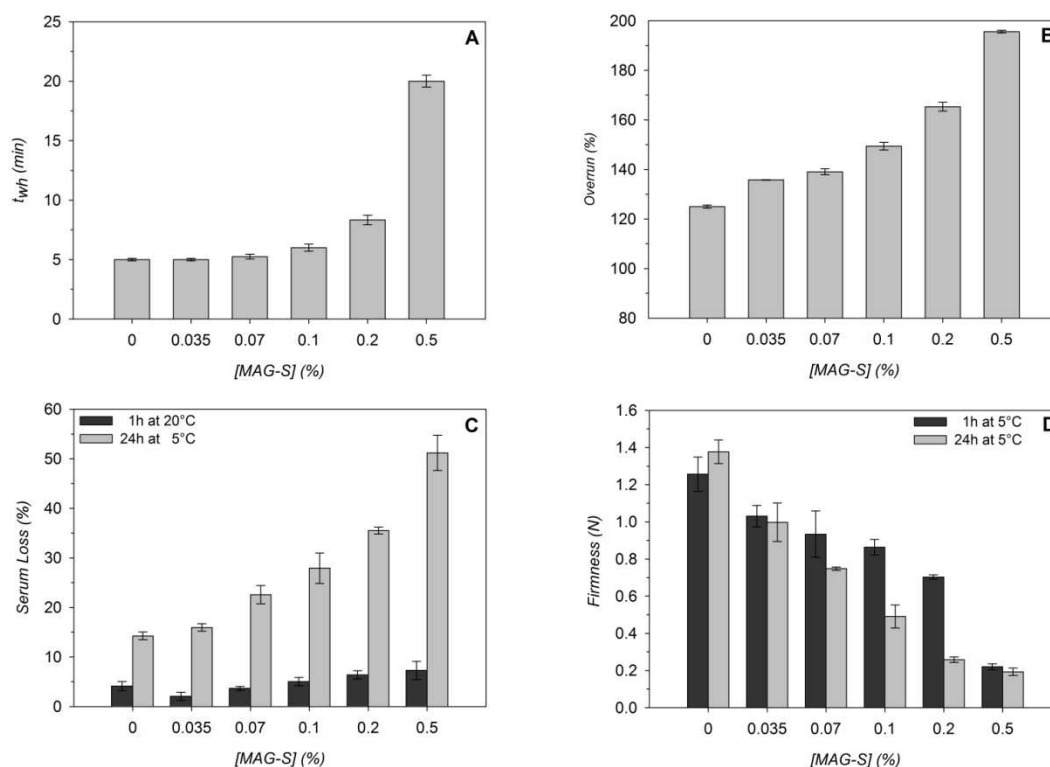 A
t_wh (min)
25
20
15
10
5
0
0 0.035 0.07 0.1 0.2 0.5
[MAG-S] (%)
B
Overrun (%)
200
180
160
140
120
100
80
0 0.035 0.07 0.1 0.2 0.5
[MAG-S] (%)
C
1h at 20°C
24h at 5°C
Serum Loss (%)
60
50
40
30
20
10
0
0 0.035 0.07 0.1 0.2 0.5
[MAG-S] (%)
D
1h at 5°C
24h at 5°C
Firmness (N)
1.6
1.4
1.2
1.0
0.8
0.6
0.4
0.2
0.0
0 0.035 0.07 0.1 0.2 0.5
[MAG-S] (%)